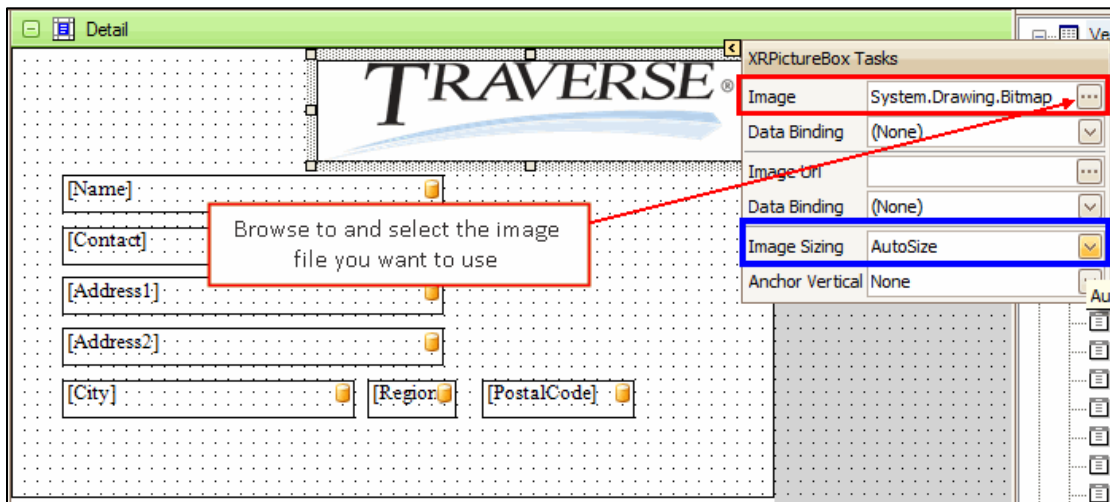 Detail
Ve
TRAVERSE®
XRPictureBox Tasks
Image System.Drawing.Bitmap
Data Binding (None)
Image Url
Data Binding (None)
Image Sizing AutoSize
Anchor Vertical None
Au
[Name]
[Contact]
Browse to and select the image
file you want to use
[Address1]
[Address2]
[City] [Region [PostalCode]